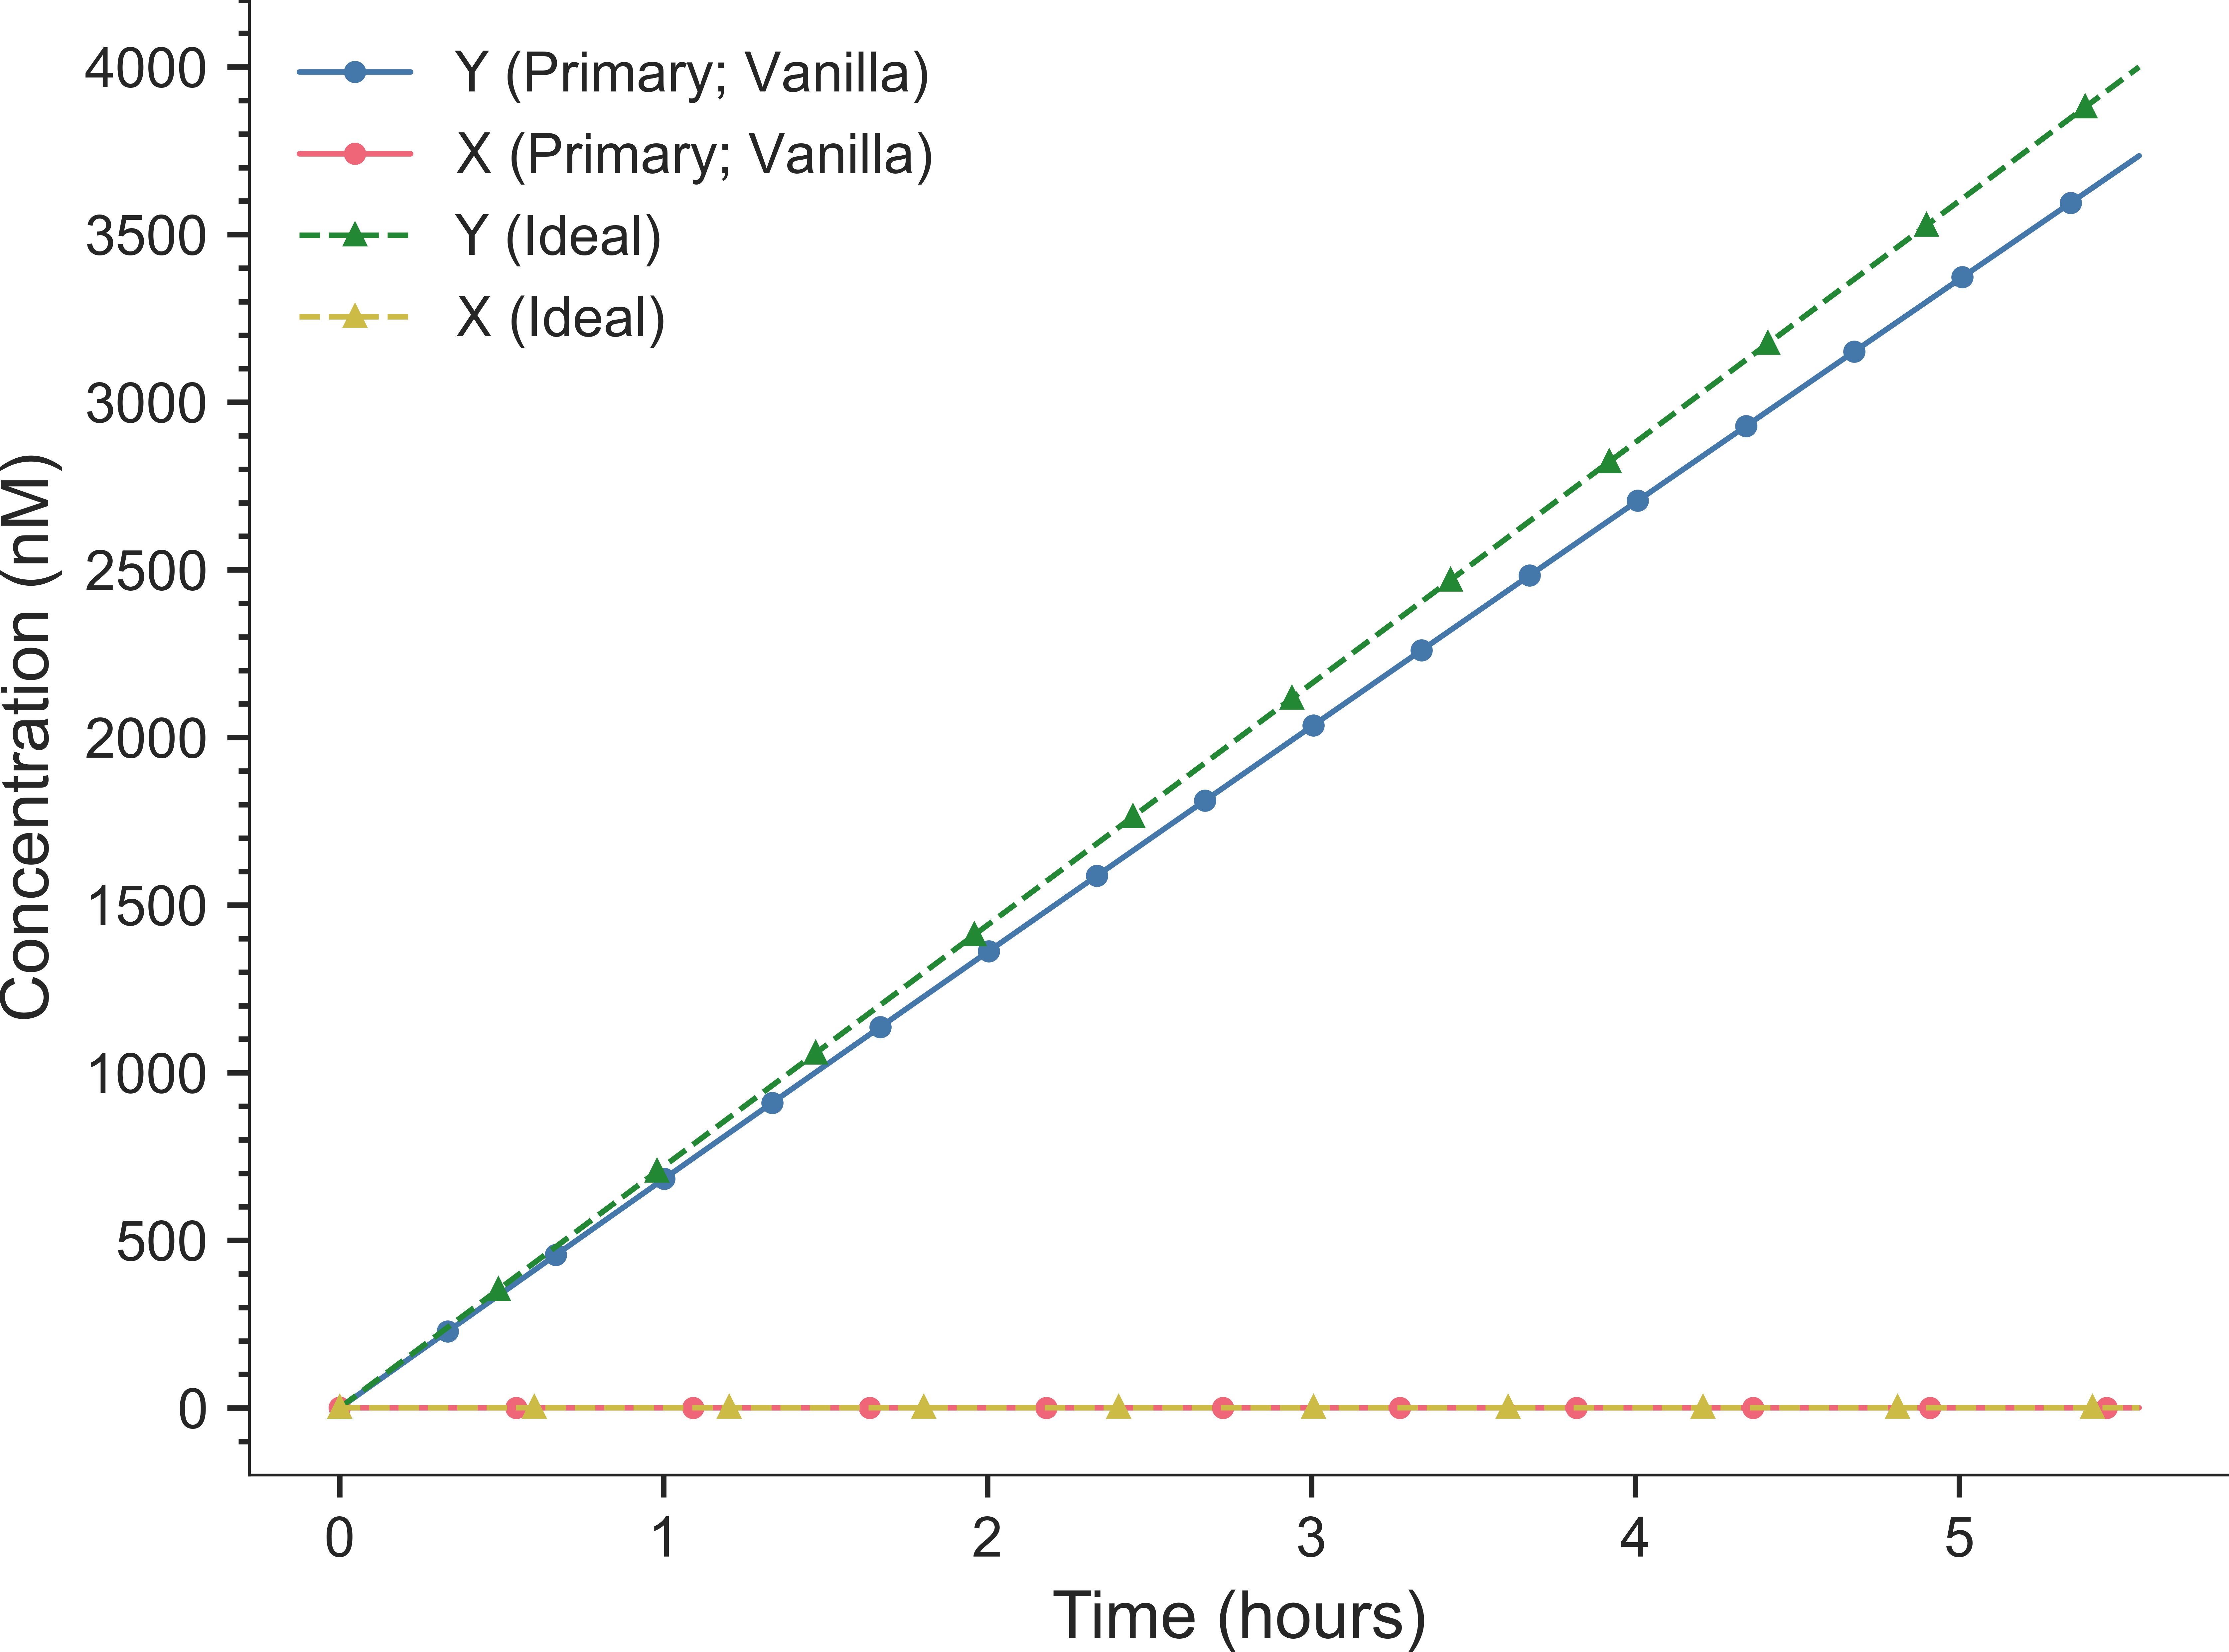 Y (Primary; Vanilla)
X (Primary; Vanilla)
Y (Ideal)
X (Ideal)
Concentration (nM)
4000
3500
3000
2500
2000
1500
1000
500
0
0 1 2 3 4 5
Time (hours)